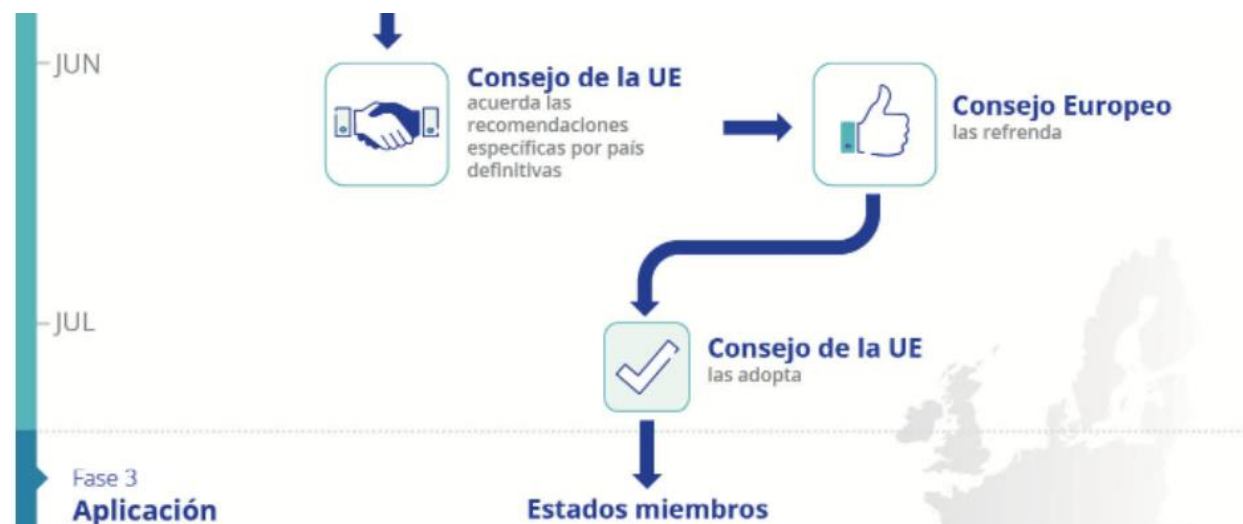 JUN
Consejo de la UE
acuerda las
recomendaciones
específicas por país
definitivas
Consejo Europeo
las refrenda
JUL
Consejo de la UE
las adopta
Fase 3
Aplicación
Estados miembros